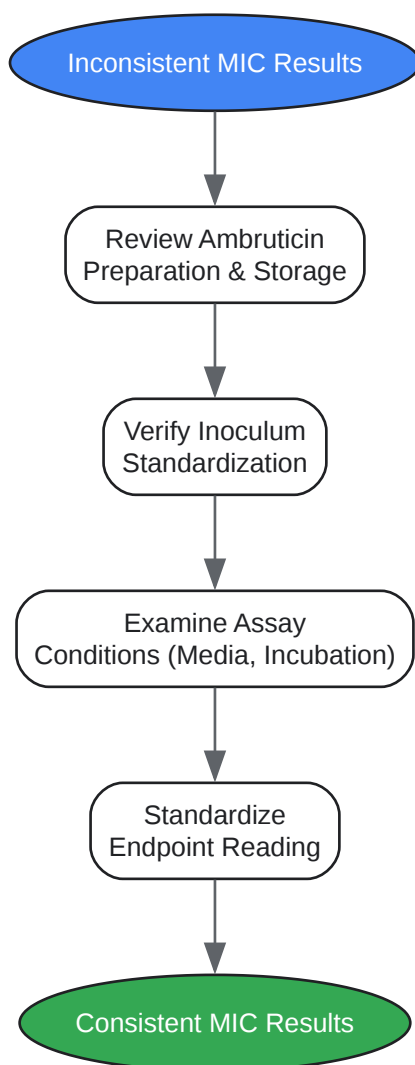 Inconsistent MIC Results
Review Ambruticin
Preparation & Storage
Verify Inoculum
Standardization
Examine Assay
Conditions (Media, Incubation)
Standardize
Endpoint Reading
Consistent MIC Results